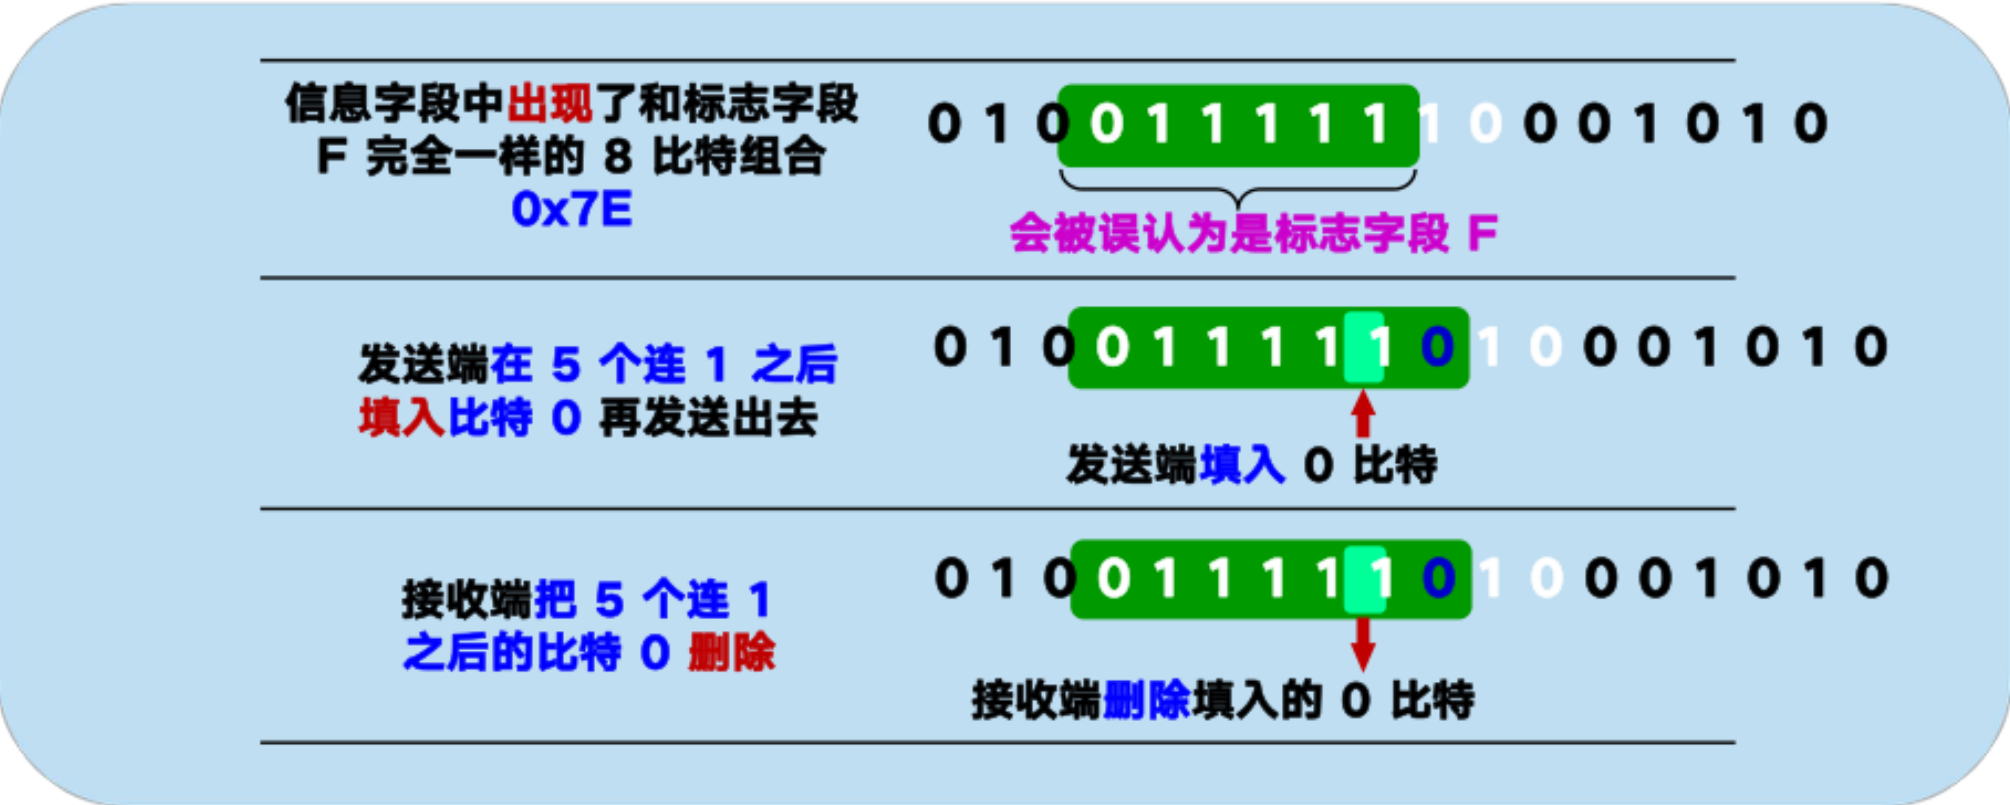 信息字段中出现了和标志字段
F 完全一样的 8 比特组合
0x7E
0 1 0 0 1 1 1 1 1 1 0 0 0 1 0 1 0
会被误认为是标志字段 F
发送端在 5 个连 1 之后
填入比特 0 再发送出去
0 1 0 0 1 1 1 1 1 0 1 0 0 0 1 0 1 0
发送端填入 0 比特
接收端把 5 个连 1
之后的比特 0 删除
0 1 0 0 1 1 1 1 1 0 1 0 0 0 1 0 1 0
接收端删除填入的 0 比特